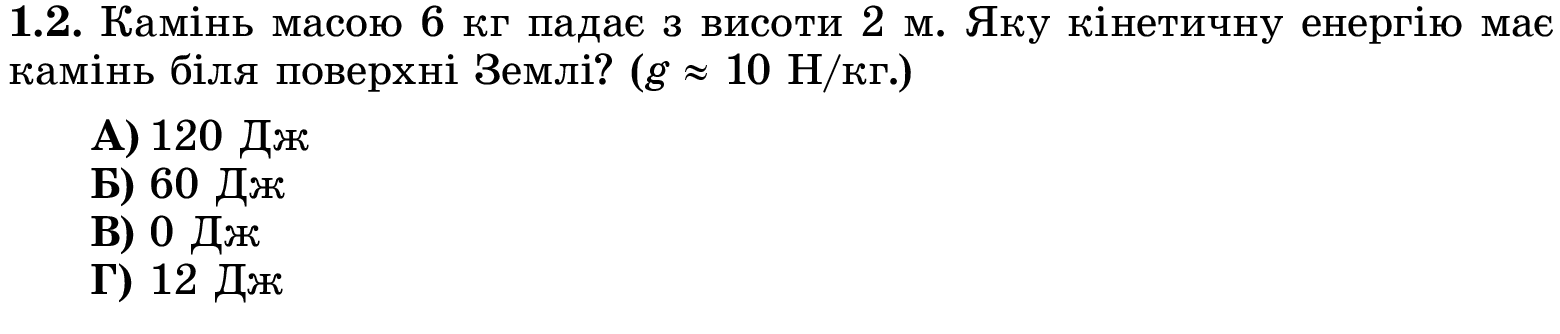 1.2. Камінь масою 6 кг падає з висоти 2 м. Яку кінетичну енергію має
камінь біля поверхні Землі? (g ≈ 10 Н/кг.)
А) 120 Дж
Б) 60 Дж
В) 0 Дж
Г) 12 Дж